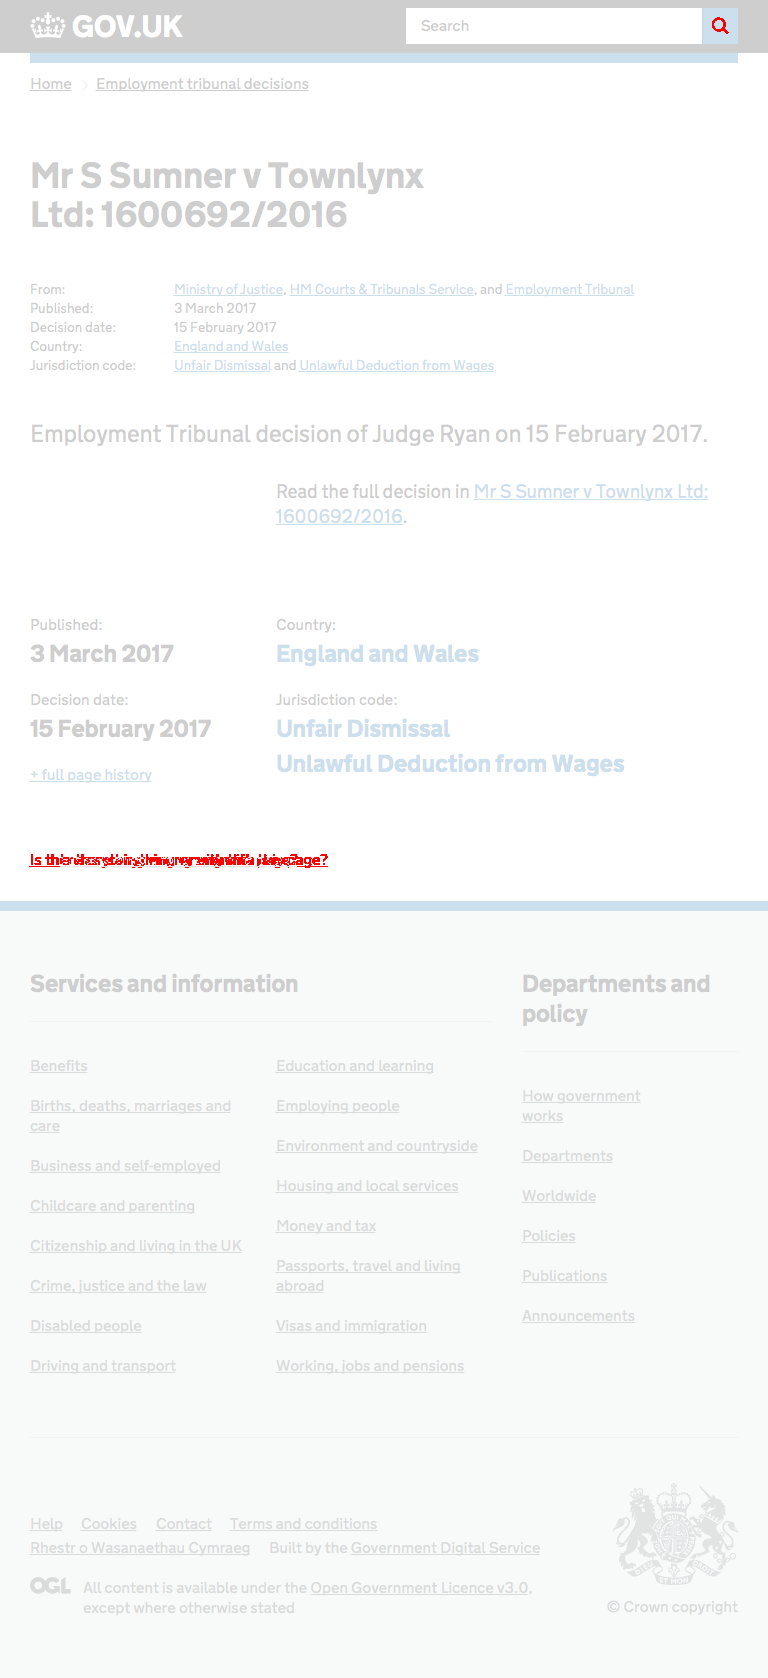 GOV.UK
Search
Home
Employment tribunal decisions
Mr S Sumner v Townlynx
Ltd: 1600692/2016
From: Ministry of Justice, HM Courts & Tribunals Service, and Employment Tribunal
Published: 3 March 2017
Decision date: 15 February 2017
Country: England and Wales
Jurisdiction code: Unfair Dismissal and Unlawful Deduction from Wages
Employment Tribunal decision of Judge Ryan on 15 February 2017.
Read the full decision in Mr S Sumner v Townlynx Ltd:
1600692/2016.
Published:
3 March 2017
Decision date:
15 February 2017
+ full page history
Country:
England and Wales
Jurisdiction code:
Unfair Dismissal
Unlawful Deduction from Wages
Is
Services and information
Benefits
Births, deaths, marriages and
care
Business and self-employed
Childcare and parenting
Citizenship and living in the UK
Crime, justice and the law
Disabled people
Driving and transport
Education and learning
Employing people
Environment and countryside
Housing and local services
Money and tax
Passports, travel and living
abroad
Visas and immigration
Working, jobs and pensions
Departments and
policy
How government
works
Departments
Worldwide
Policies
Publications
Announcements
Help Cookies Contact Terms and conditions
Rhestr o Wasanaethau Cymraeg Built by the Government Digital Service
OGL All content is available under the Open Government Licence v3.0,
except where otherwise stated
© Crown copyright